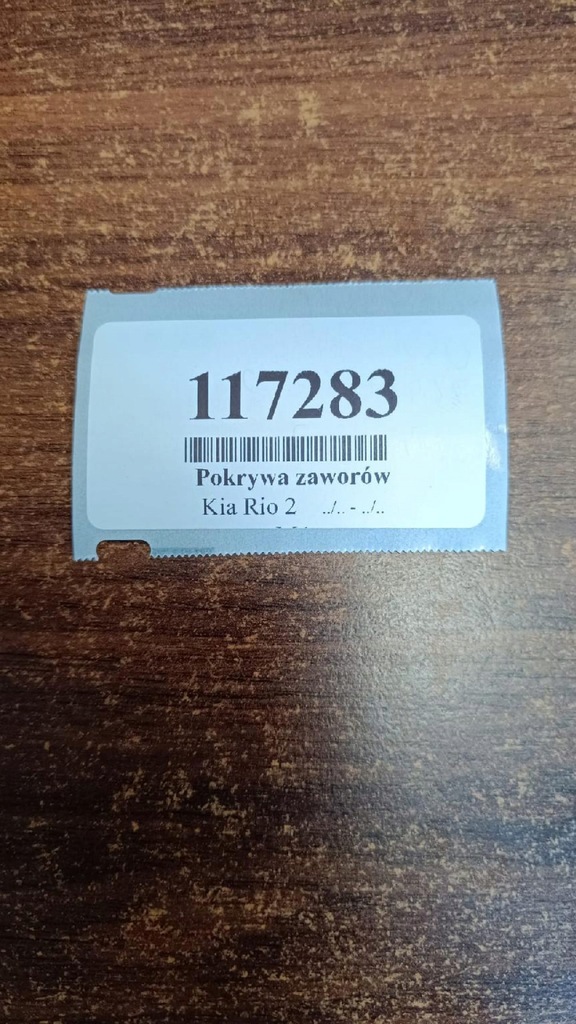 117283
Pokrywa zaworów
Kia Rio 2 ../.. - ../..